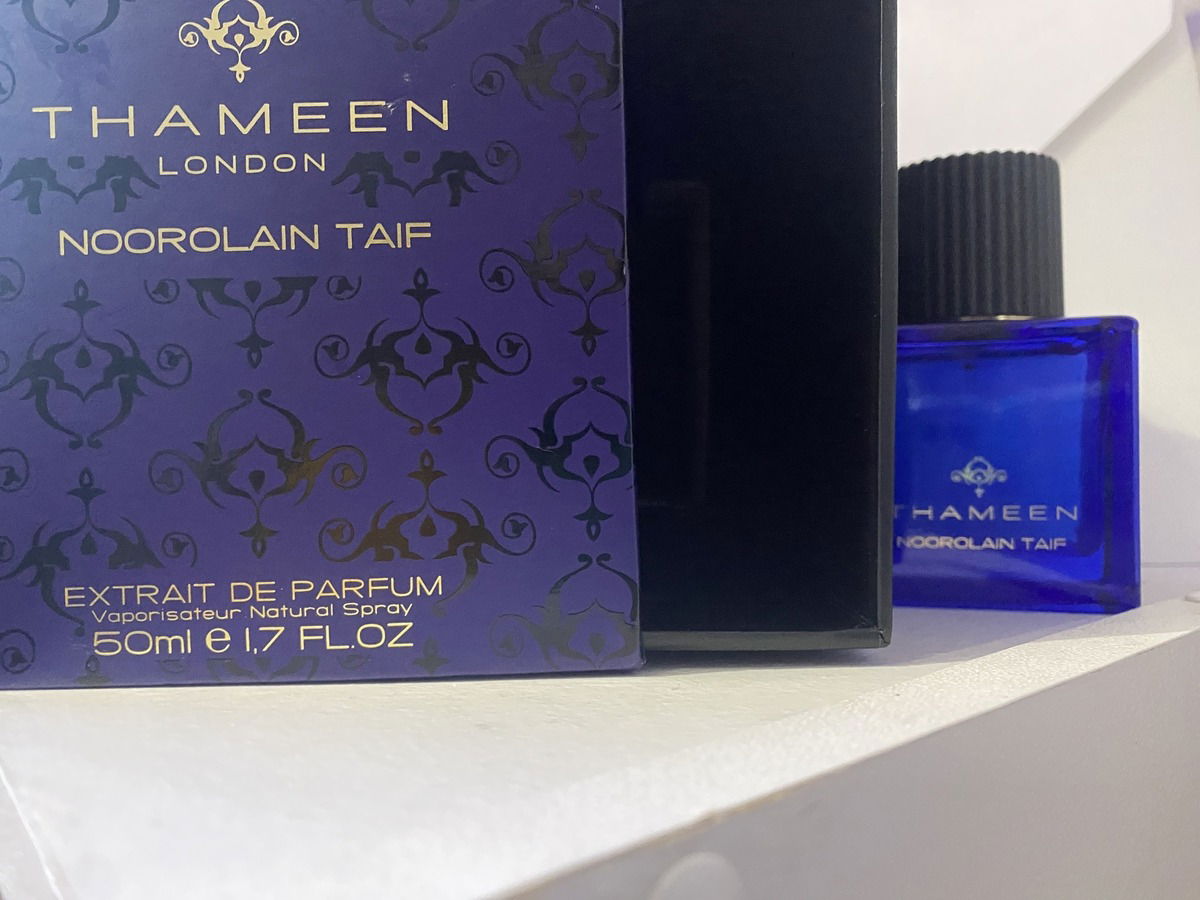 THAMEEN
LONDON
NOOROLAIN TAIF
EXTRAIT DE PARFUM
Vaporisateur Natural Spray
50ml e 1,7 FL.OZ
THAMEEN
NOOROLAIN TAIF